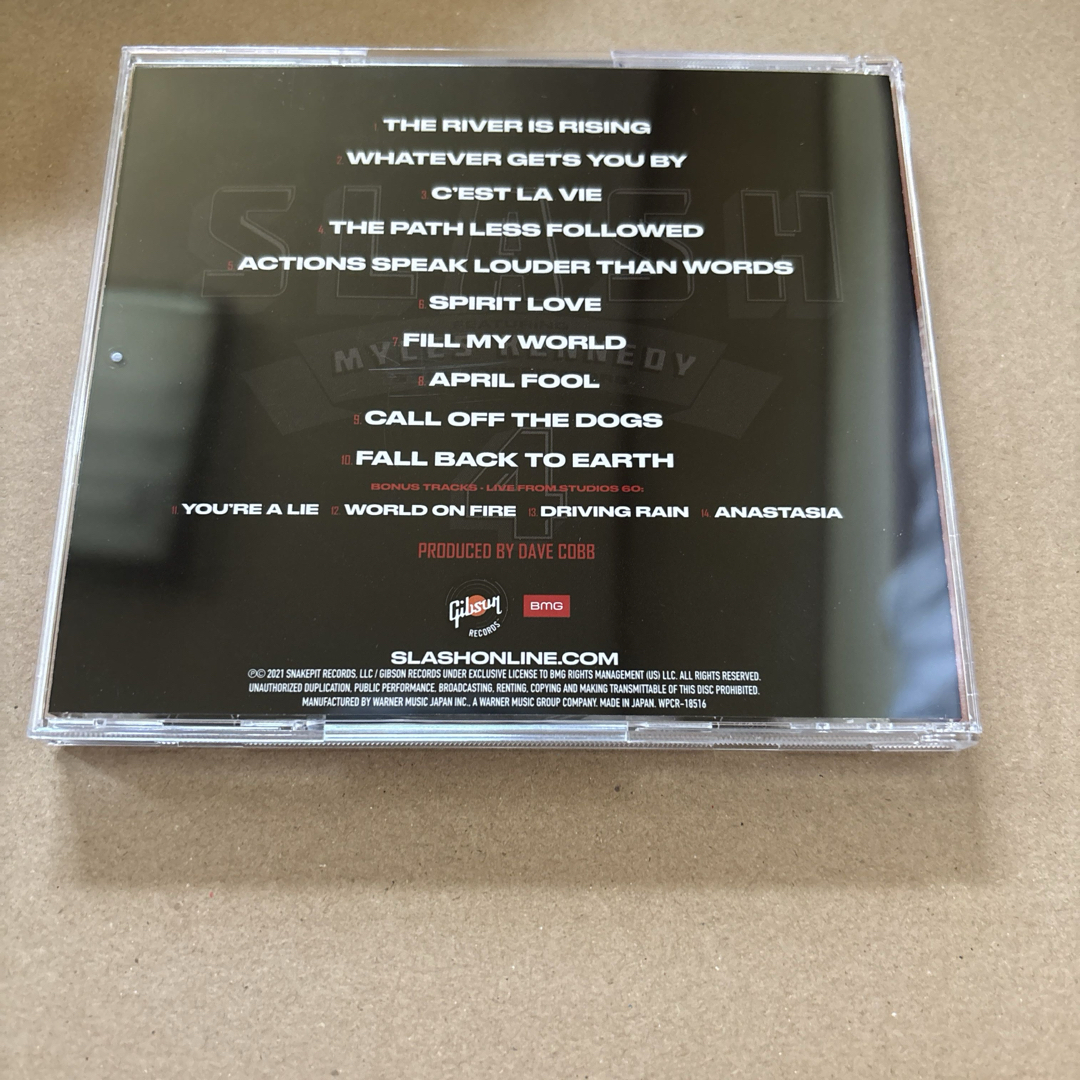 1. THE RIVER IS RISING
2. WHATEVER GETS YOU BY
3. C'EST LA VIE
4. THE PATH LESS FOLLOWED
5. ACTIONS SPEAK LOUDER THAN WORDS
6. SPIRIT LOVE
7. FILL MY WORLD
8. APRIL FOOL
9. CALL OFF THE DOGS
10. FALL BACK TO EARTH
BONUS TRACKS - LIVE FROM STUDIOS 60:
11. YOU'RE A LIE 12. WORLD ON FIRE 13. DRIVING RAIN 14. ANASTASIA
PRODUCED BY DAVE COBB
Gibson RECORDS BMG
SLASHONLINE.COM
℗© 2021 SNAKEPIT RECORDS, LLC / GIBSON RECORDS UNDER EXCLUSIVE LICENSE TO BMG RIGHTS MANAGEMENT (US) LLC. ALL RIGHTS RESERVED.
UNAUTHORIZED DUPLICATION, PUBLIC PERFORMANCE, BROADCASTING, RENTING, COPYING AND MAKING TRANSMITTABLE OF THIS DISC PROHIBITED.
MANUFACTURED BY WARNER MUSIC JAPAN INC., A WARNER MUSIC GROUP COMPANY. MADE IN JAPAN. WPCR-18516
SLASH
MYLES KENNEDY
4